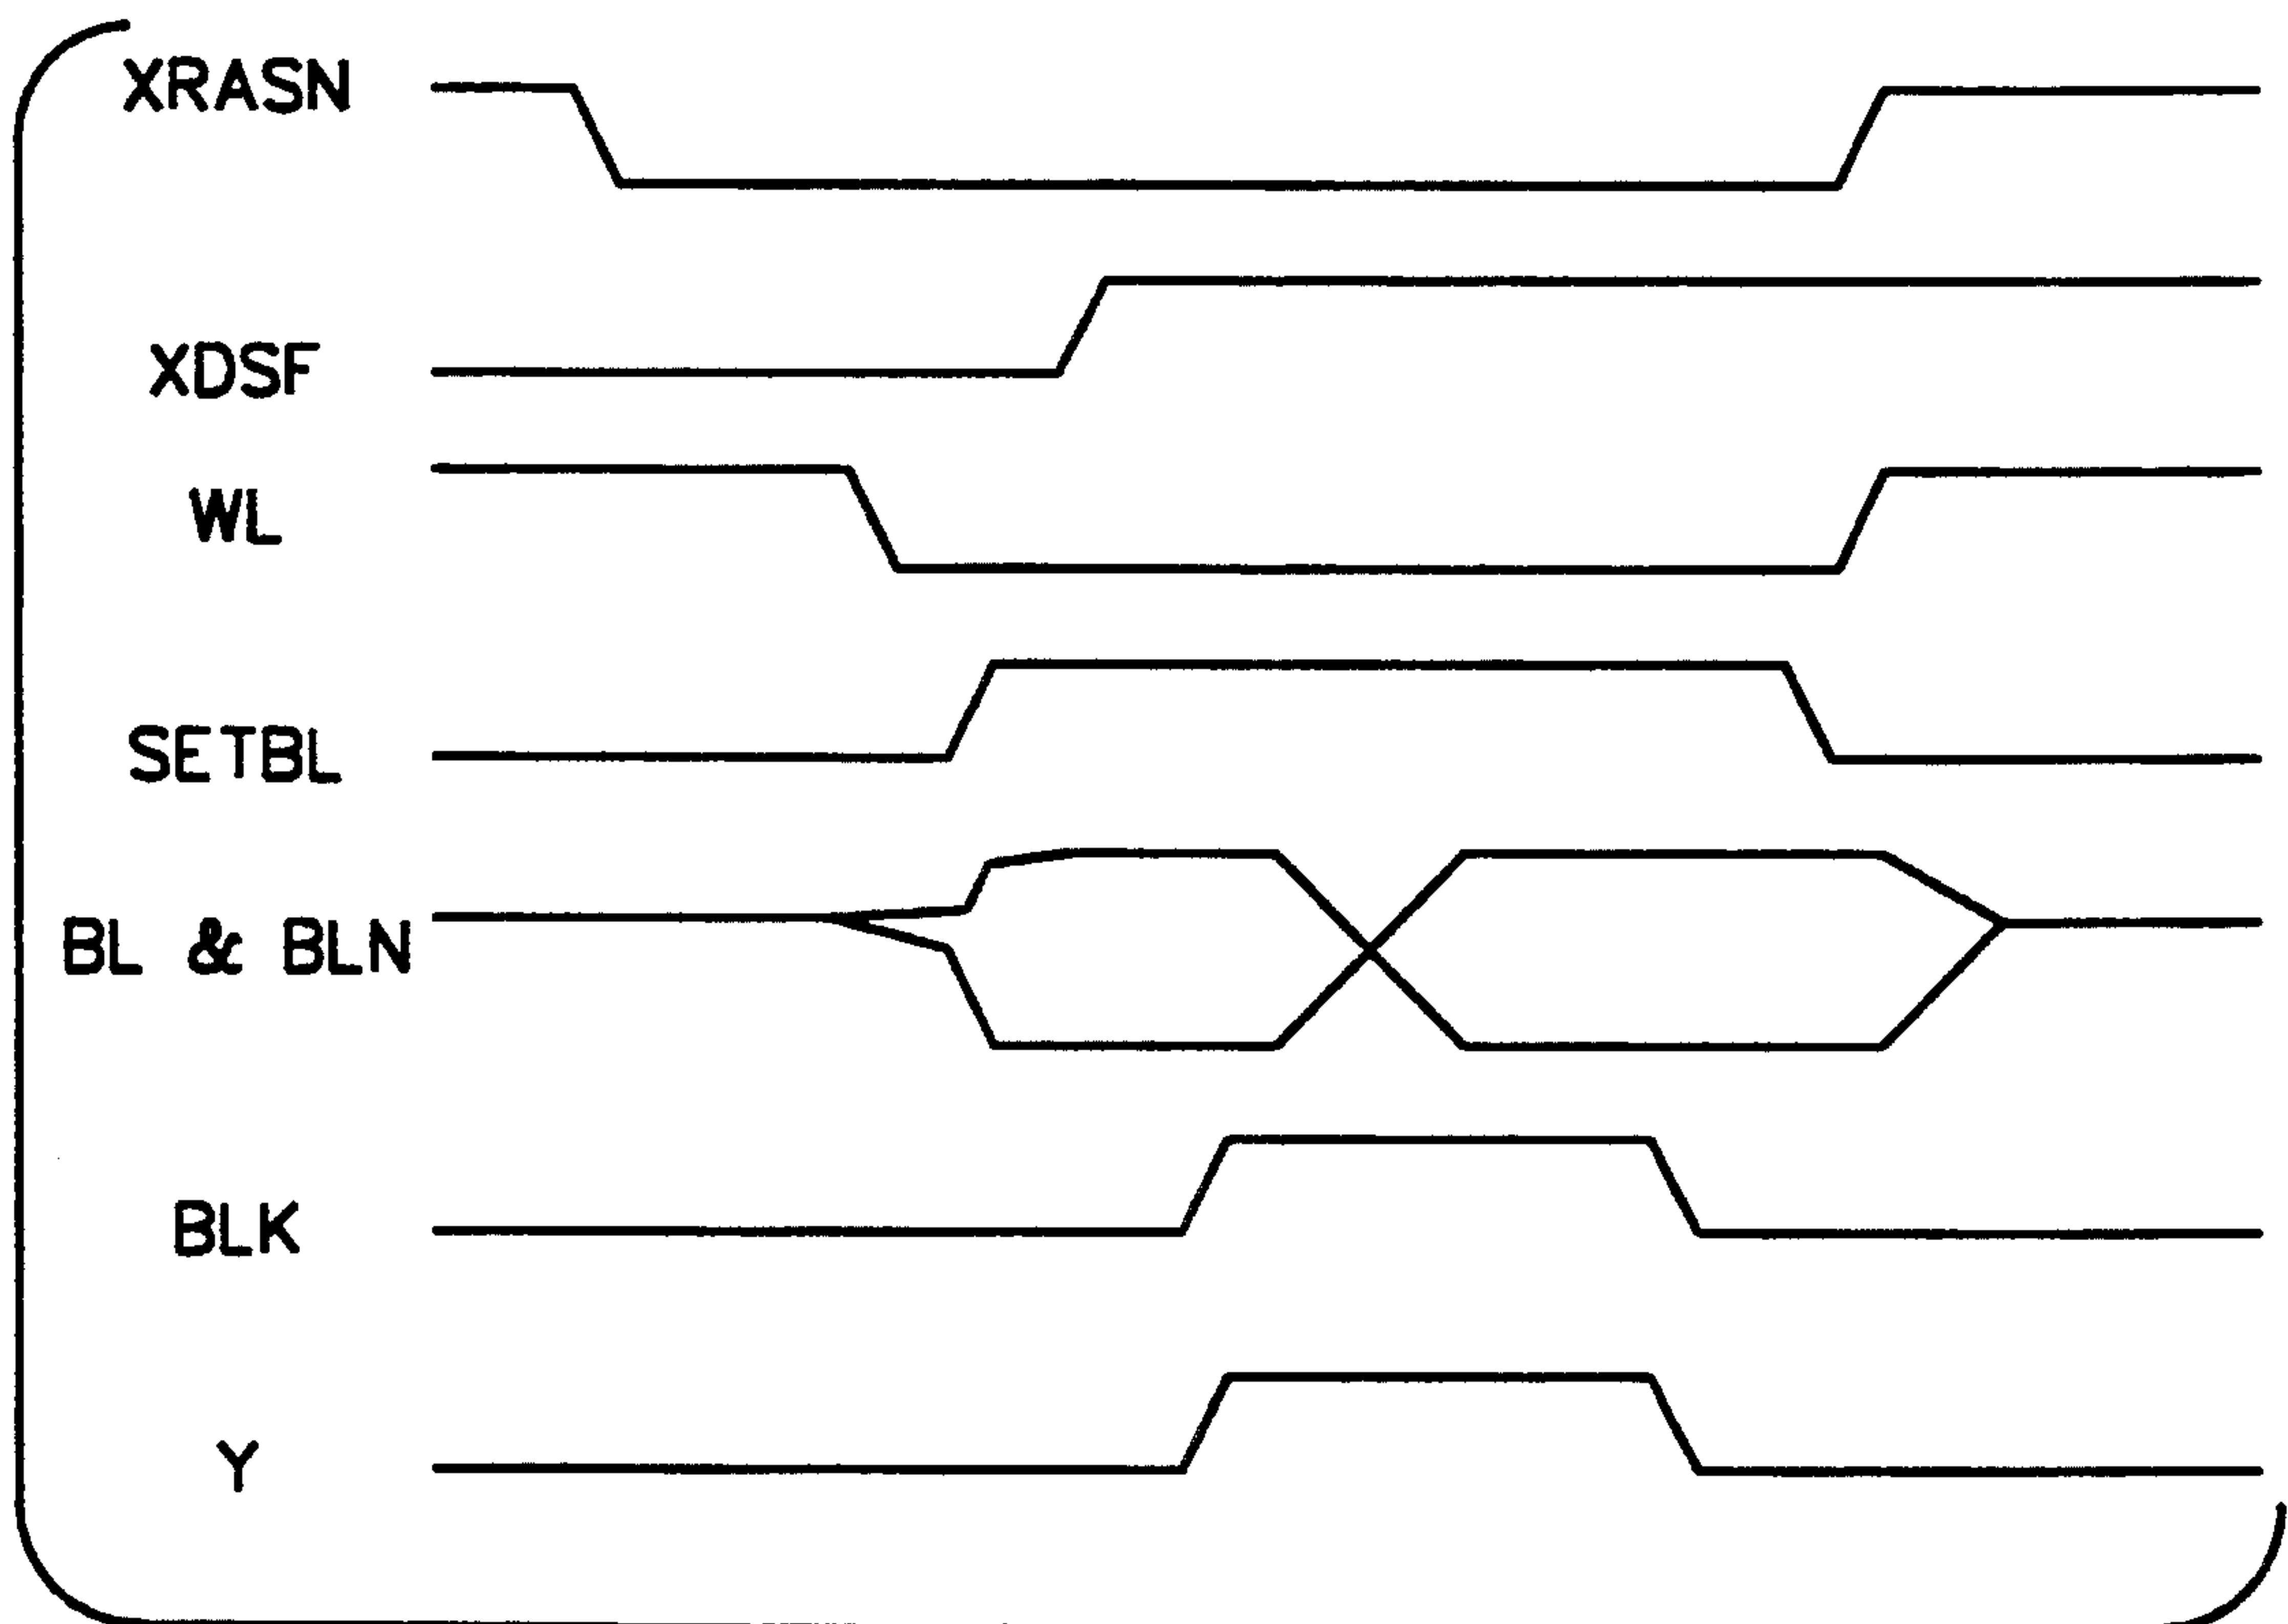 XRASN
XDSF
WL
SETBL
BL & BLN
BLK
Y